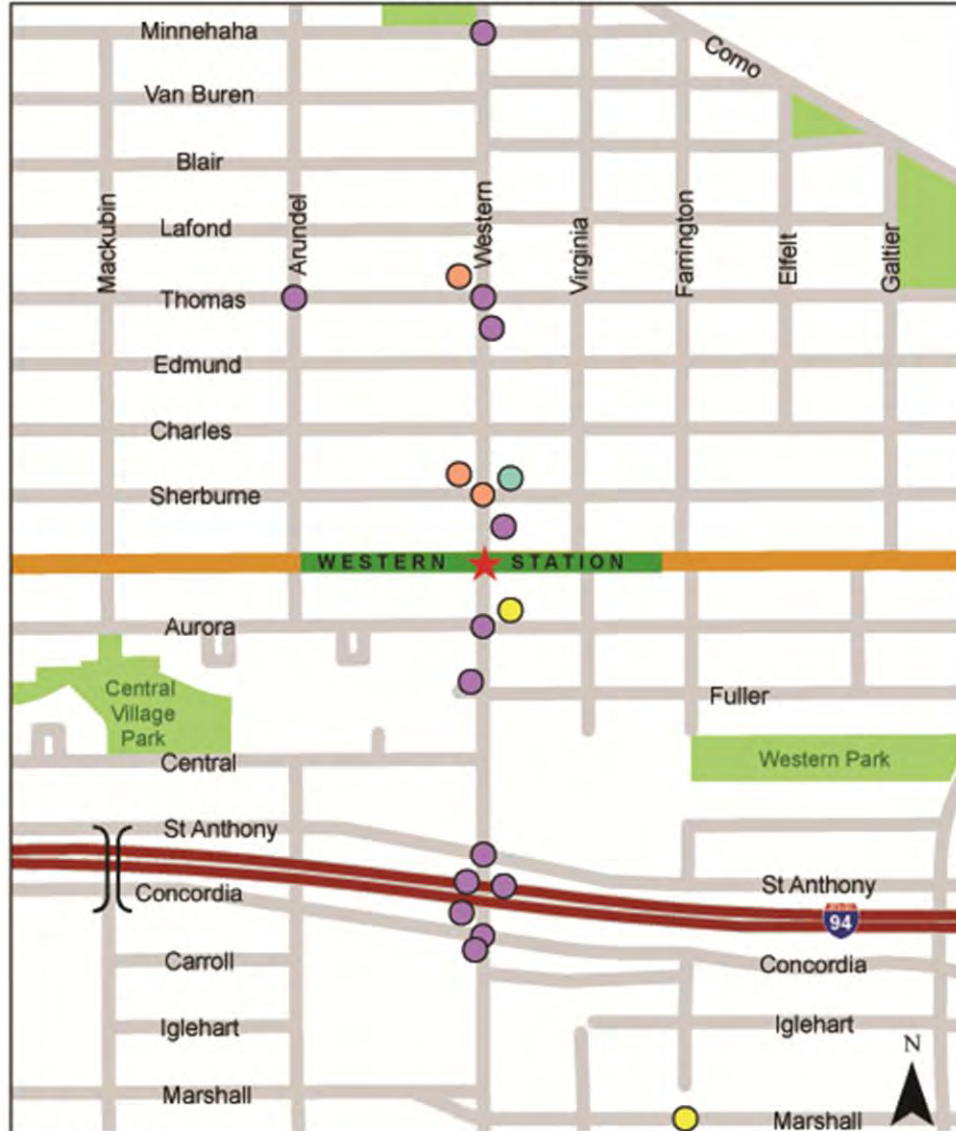 Minnehaha
Como
Van Buren
Blair
Mackubin
Arundel
Western
Lafond
Virginia
Farrington
Elfelt
Galtier
Thomas
Edmund
Charles
Sherburne
WESTERN STATION
Aurora
Central
Village
Park
Fuller
Central
Western Park
St Anthony
St Anthony
Concordia
94
Carroll
Concordia
Iglehart
Iglehart
N
Marshall
Marshall